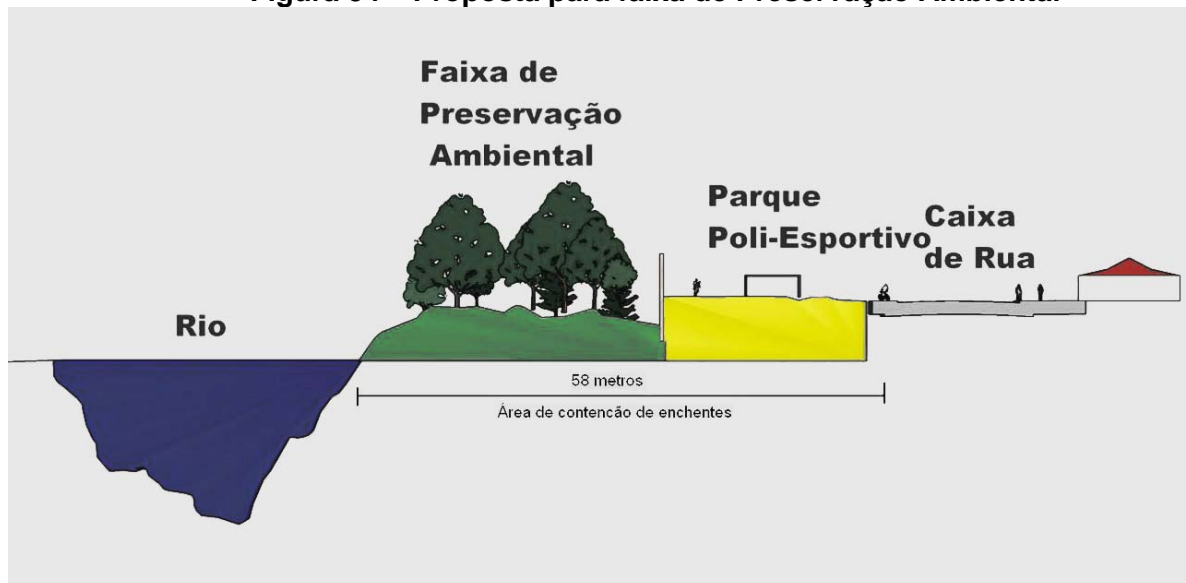 Faixa de
Preservação
Ambiental
Parque
Poli-Esportivo
Caixa
de Rua
Rio
58 metros
Área de contencão de enchentes